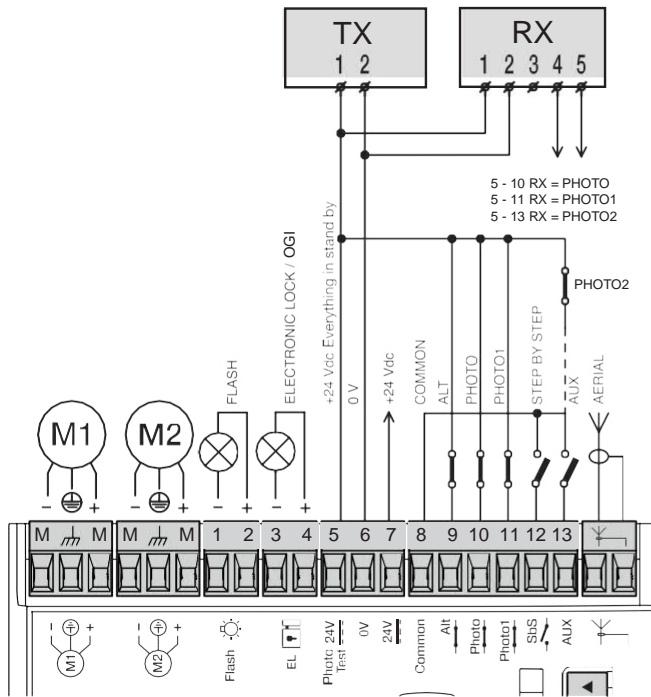 TX
RX
1 2
1 2 3 4 5
5 - 10 RX = PHOTO
5 - 11 RX = PHOTO1
5 - 13 RX = PHOTO2
PHOTO2
FLASH
ELECTRONIC LOCK / OGI
+24 Vdc Everything in stand by
0 V
+24 Vdc
COMMON
ALT
PHOTO
PHOTO1
STEP BY STEP
AUX
AERIAL
M1
M2
- +
- +
- +
- +
M M M M 1 2 3 4 5 6 7 8 9 10 11 12 13
- +
M1
- +
M2
Flash
EL
Photo 24V
Test
0V
24V
Common
Alt
Photo
Photo1
SbS
AUX